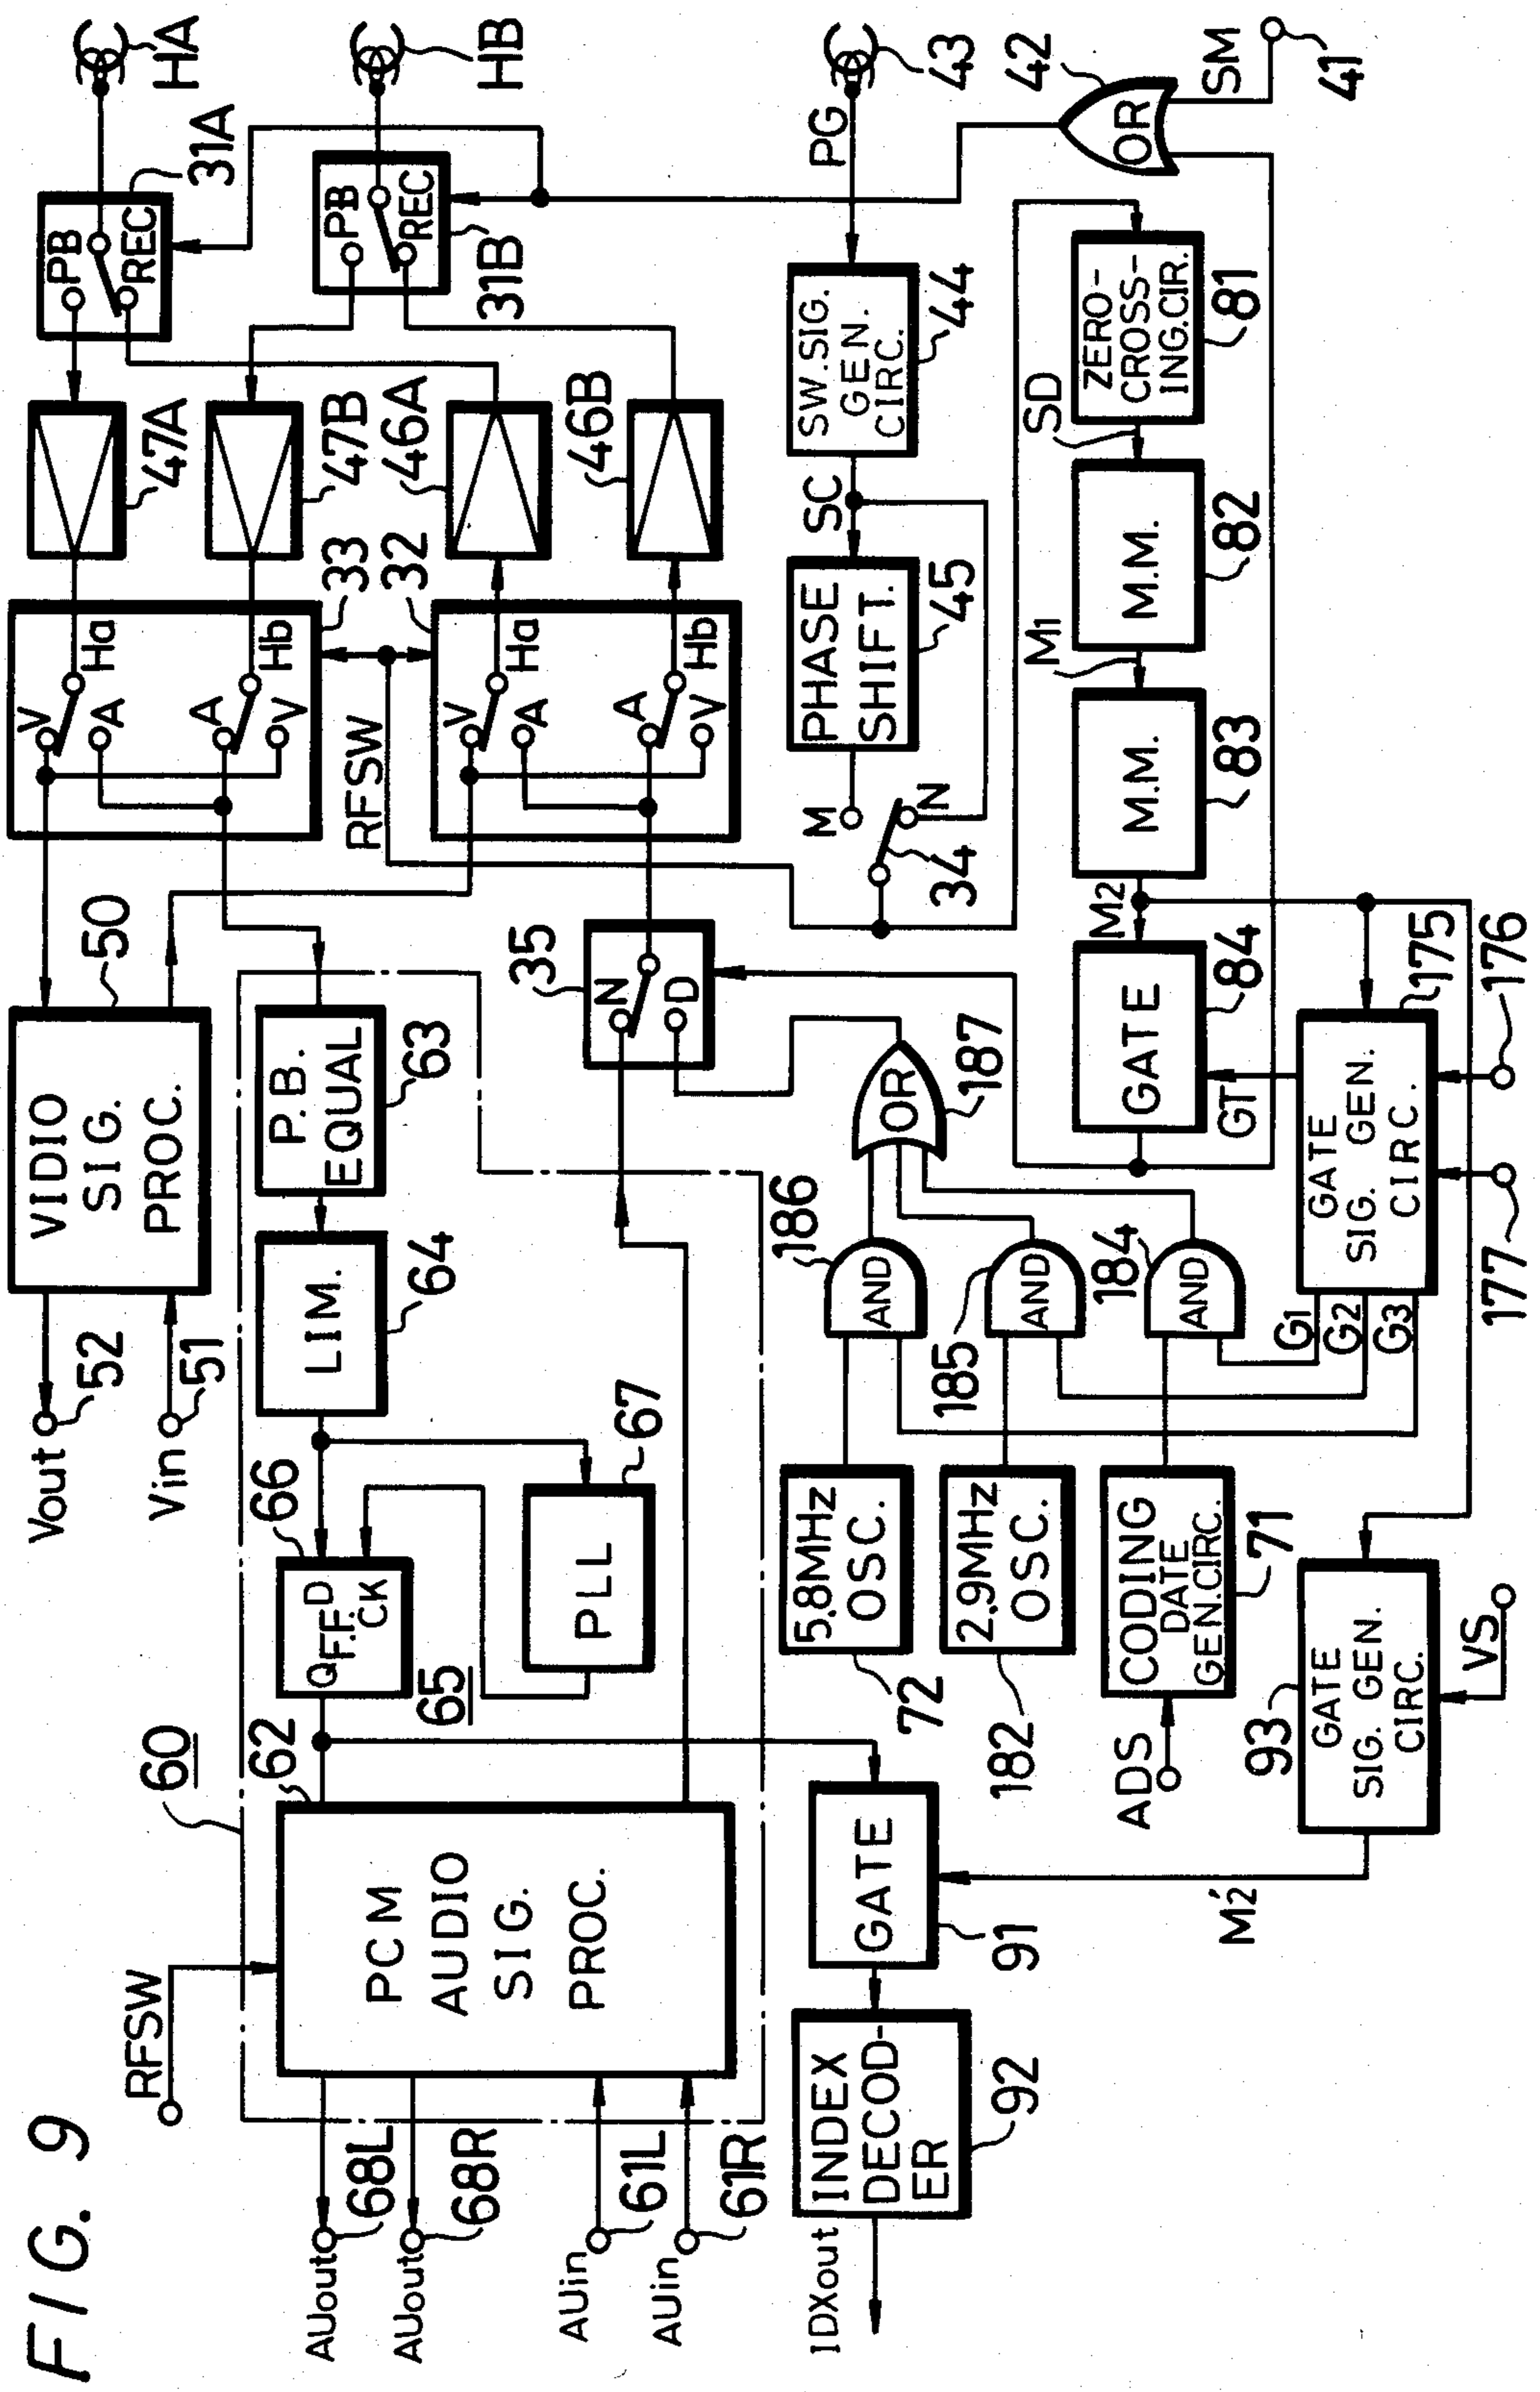 FIG. 9
RFSW
60
AUout
68L
AUout
68R
AUin
61L
AUin
61R
PCM
AUDIO
SIG.
PROC.
62
65
66
Q
D
F.F.
CK
PLL
67
LIM.
64
P.B.
EQUAL
63
Vout
52
Vin
51
VIDIO
SIG.
PROC.
50
V
A
Ha
A
V
Hb
33
RFSW
V
A
Ha
A
V
Hb
32
47A
47B
46A
46B
PB
REC
31A
PB
REC
31B
HA
HB
N
D
35
PG
43
SW.SIG.
GEN.
CIRC.
44
SC
PHASE
SHIFT.
45
M
N
34
OR
42
SM
41
ZERO-
CROSS-
ING.CIR.
81
SD
M.M.
82
M1
M.M.
83
M2
GATE
84
GT
GATE
SIG. GEN.
CIRC.
175
176
177
G1
G2
G3
OR
187
AND
186
AND
185
AND
184
5,8MHz
OSC.
72
2,9MHz
OSC.
182
CODING
DATE
GEN.CIRC.
71
ADS
GATE
SIG. GEN.
CIRC.
93
VS
M'2
GATE
91
INDEX
DECOD-
ER
92
IDXout